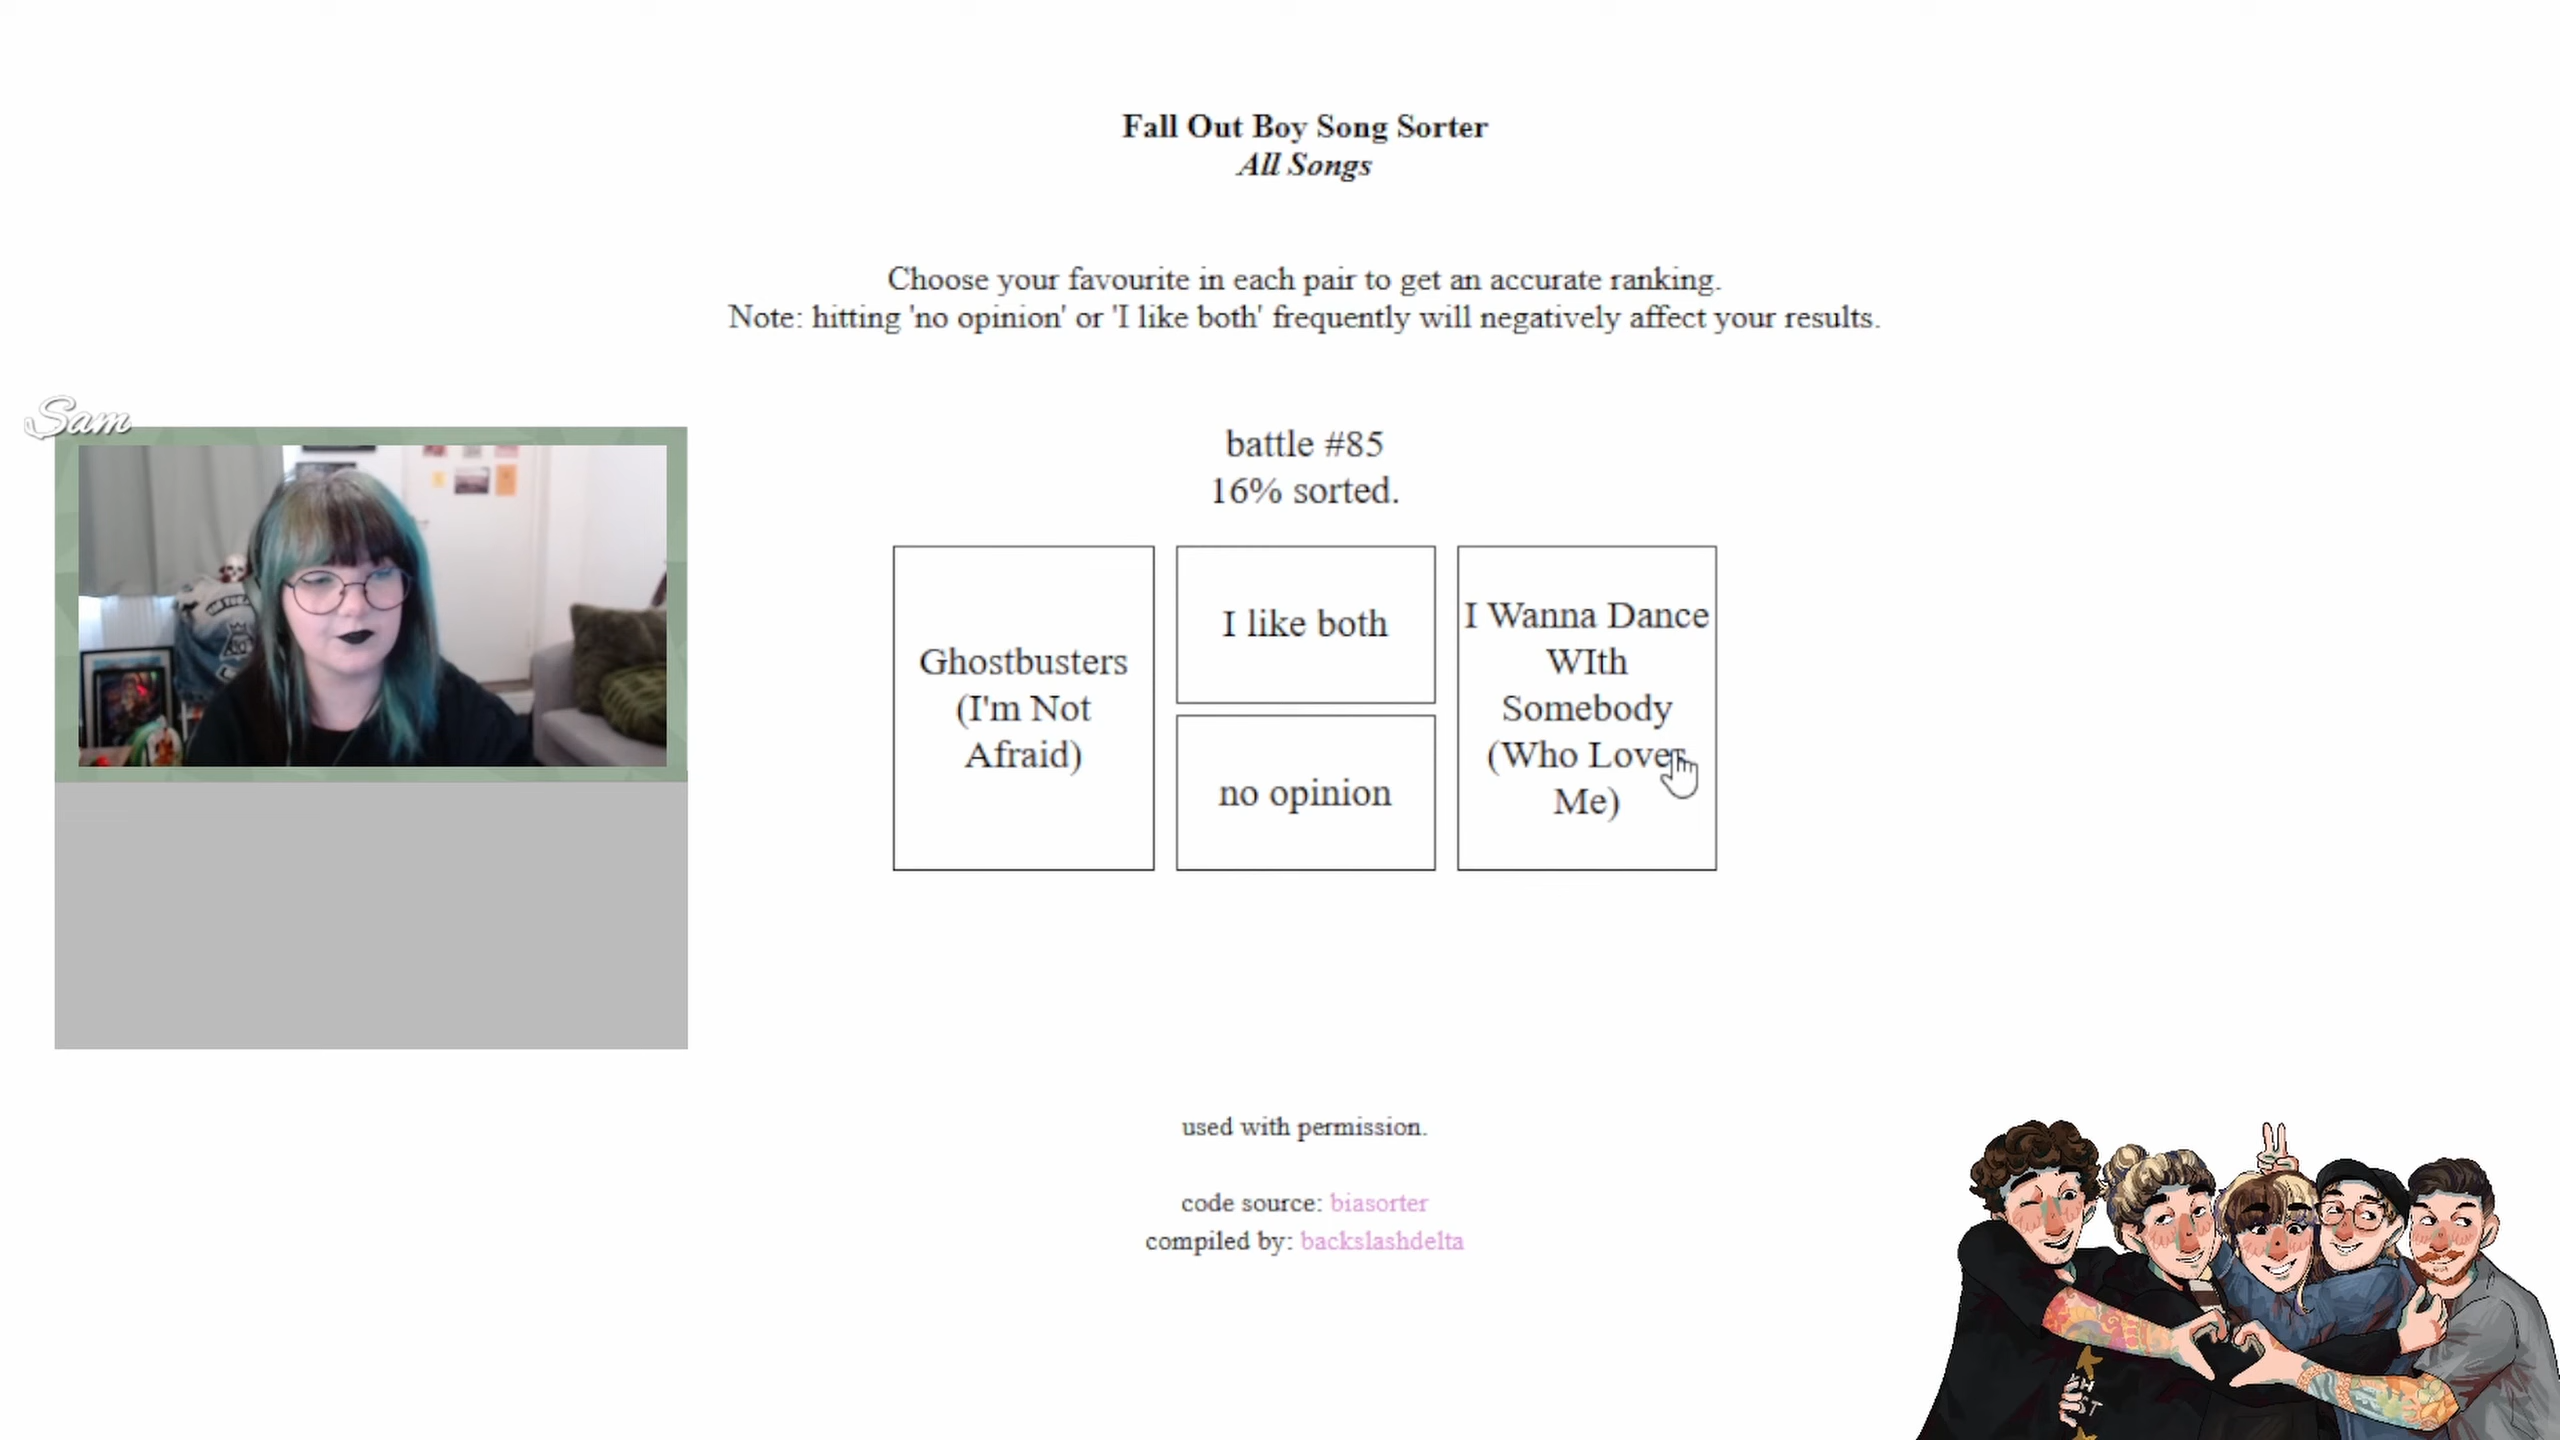 Fall Out Boy Song Sorter
All Songs
Choose your favourite in each pair to get an accurate ranking.
Note: hitting 'no opinion' or 'I like both' frequently will negatively affect your results.
Sam
battle #85
16% sorted.
Ghostbusters
(I'm Not
Afraid)
I like both
no opinion
I Wanna Dance
WIth
Somebody
(Who Loves
Me)
used with permission.
code source: biasorter
compiled by: backslashdelta